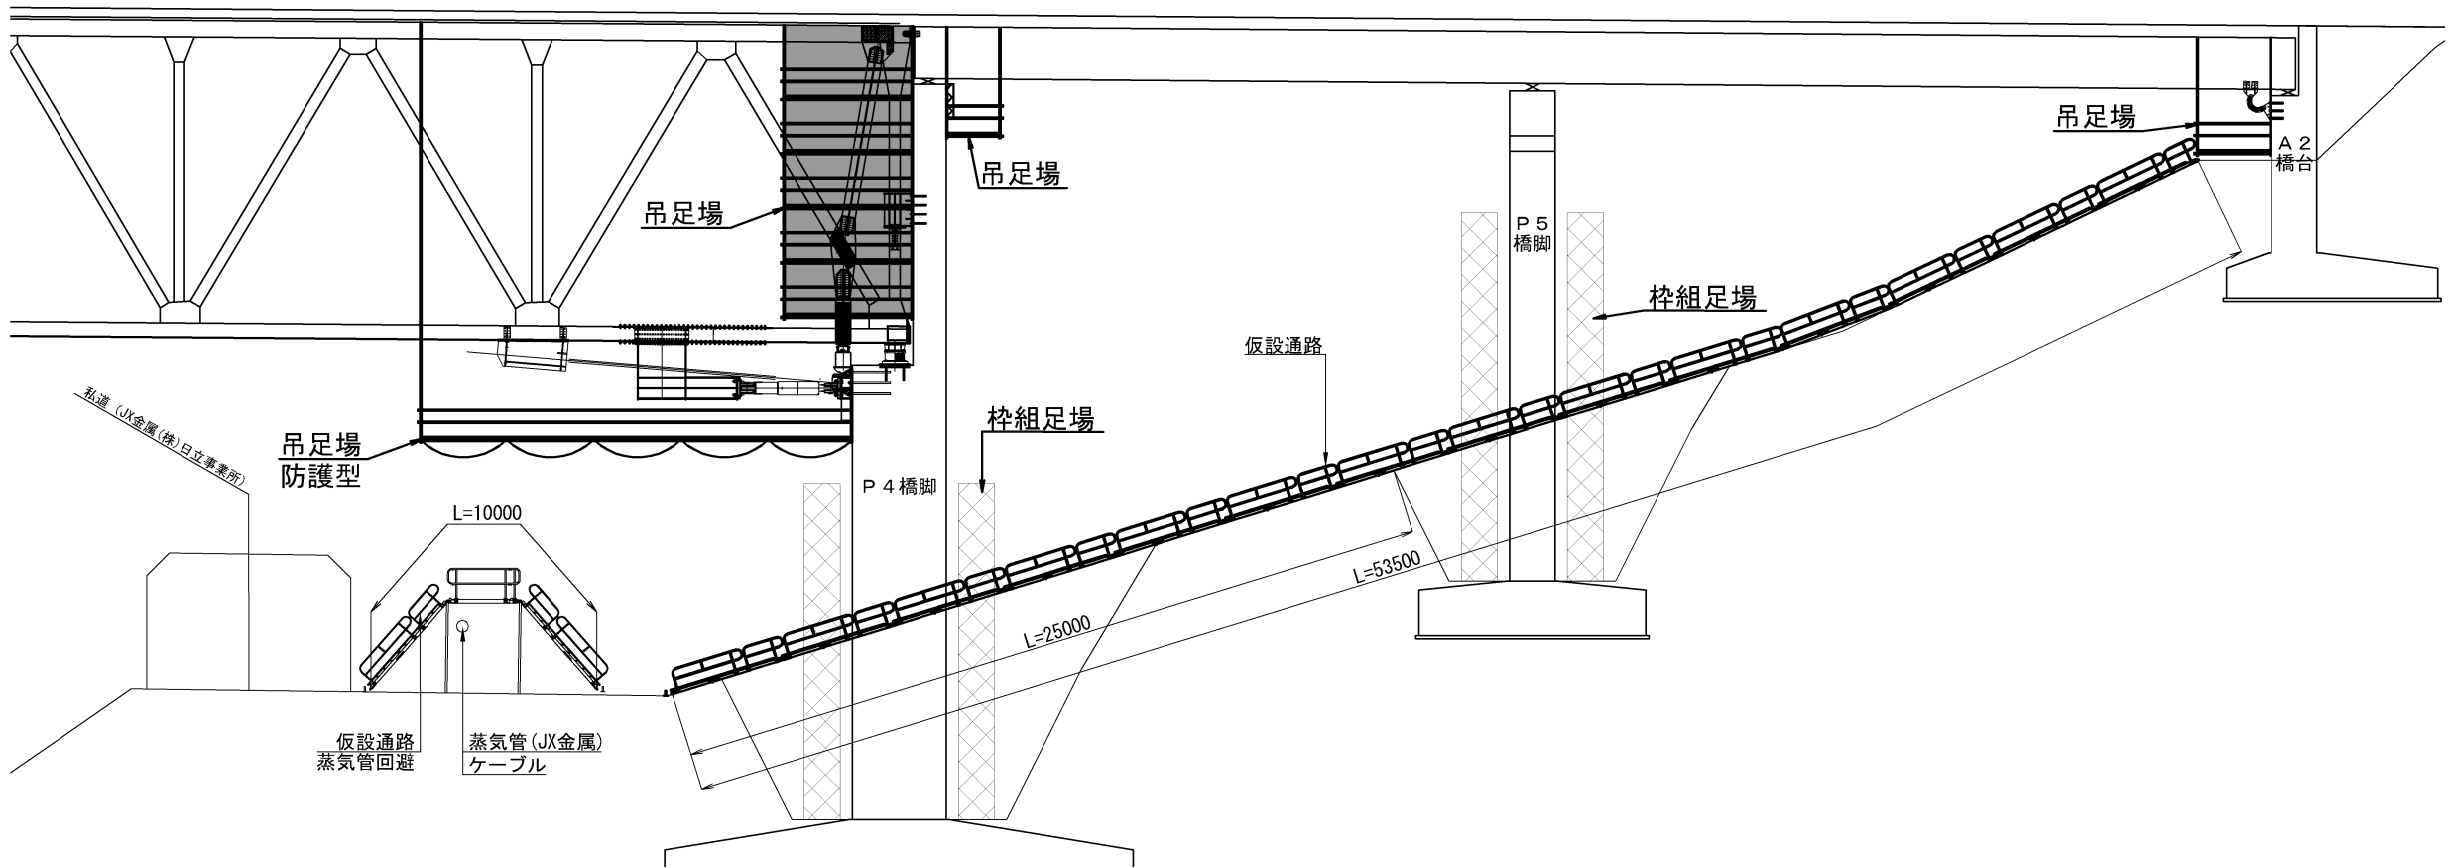 吊足場
A2
橋台
吊足場
吊足場
P5
橋脚
枠組足場
仮設通路
私道(JX金属(株)日立事業所)
枠組足場
吊足場
防護型
P4橋脚
L=10000
L=53500
L=25000
仮設通路
蒸気管回避
蒸気管(JX金属)
ケーブル